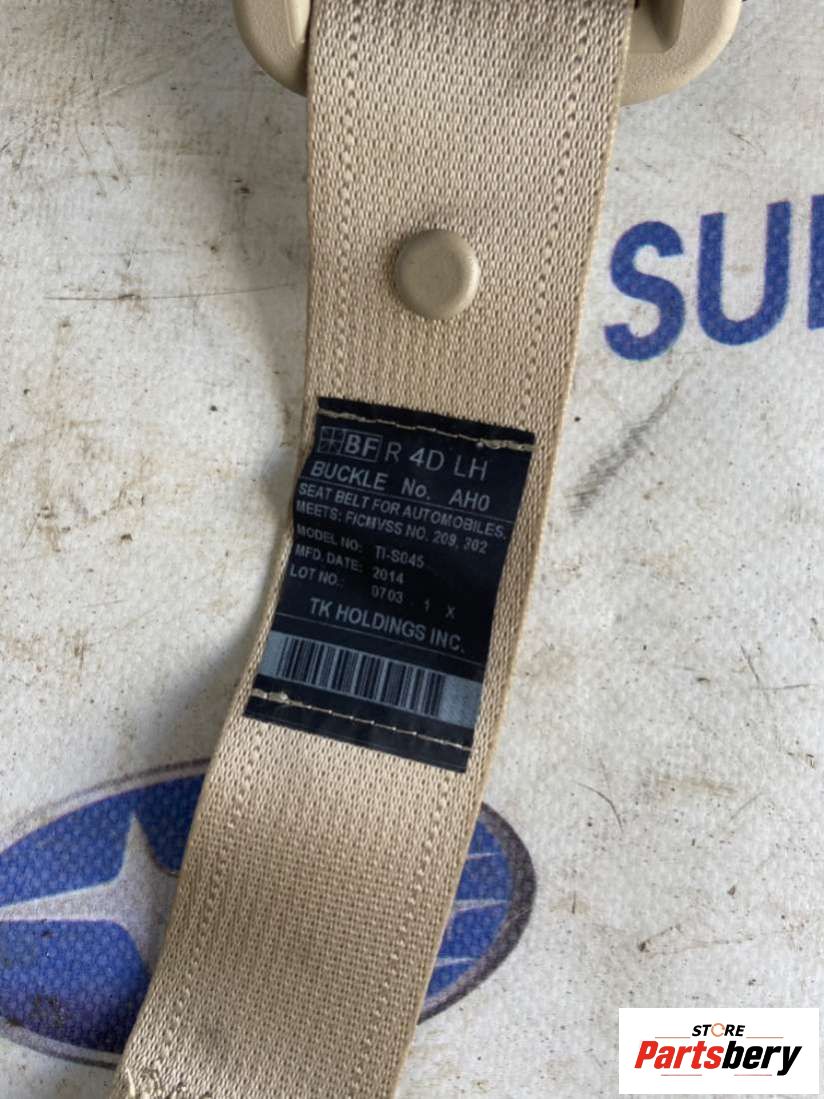 SU
BF R 4D LH
BUCKLE No. AH0
SEAT BELT FOR AUTOMOBILES,
MEETS: FICMVSS NO. 209, 302
MODEL NO: TI-S045
MFD. DATE: 2014
LOT NO.: 0703 1 X
TK HOLDINGS INC.
STORE
Partsbery